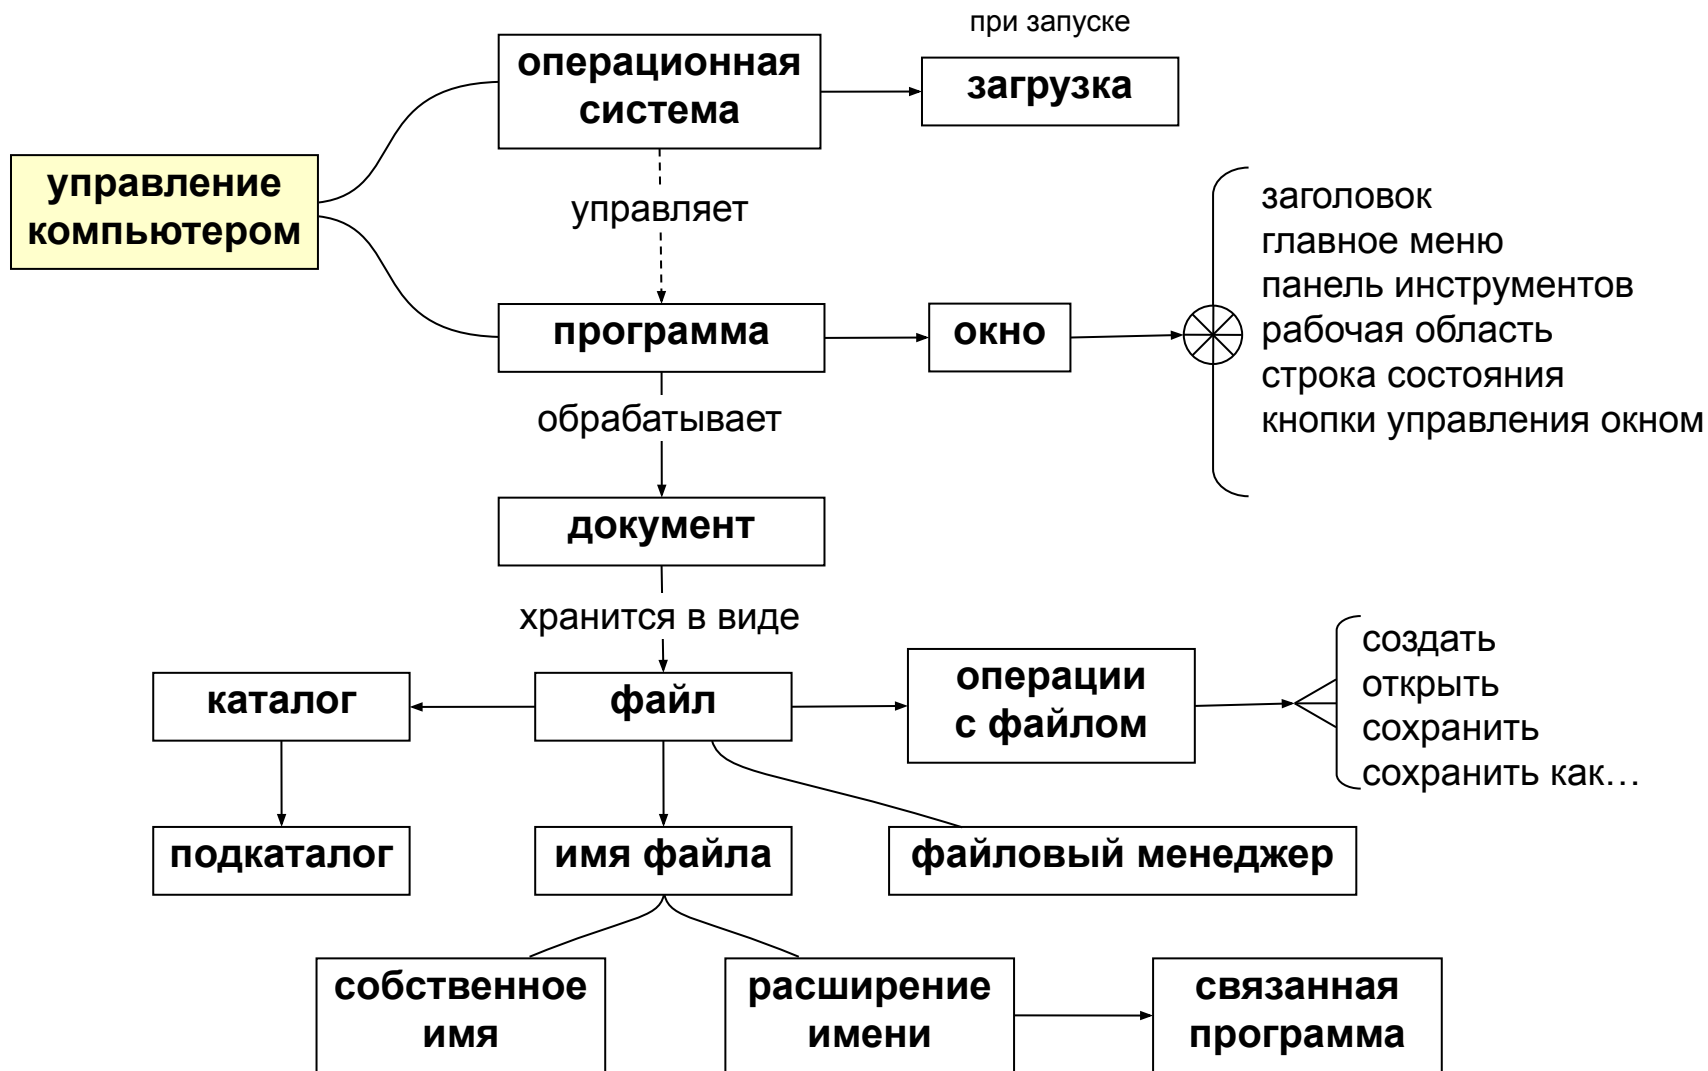 при запуске
операционная
система
загрузка
управление
компьютером
управляет
заголовок
главное меню
панель инструментов
рабочая область
строка состояния
кнопки управления окном
программа
окно
обрабатывает
документ
хранится в виде
каталог
файл
операции
с файлом
создать
открыть
сохранить
сохранить как…
подкаталог
имя файла
файловый менеджер
собственное
имя
расширение
имени
связанная
программа